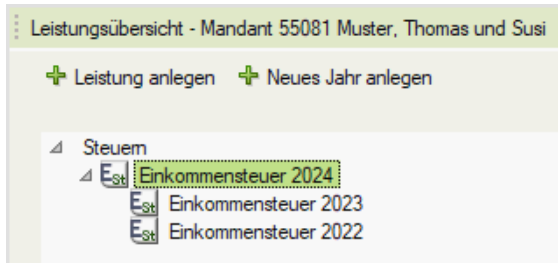 Leistungsübersicht - Mandant 55081 Muster, Thomas und Susi
Leistung anlegen Neues Jahr anlegen
Steuern
ESt Einkommensteuer 2024
ESt Einkommensteuer 2023
ESt Einkommensteuer 2022